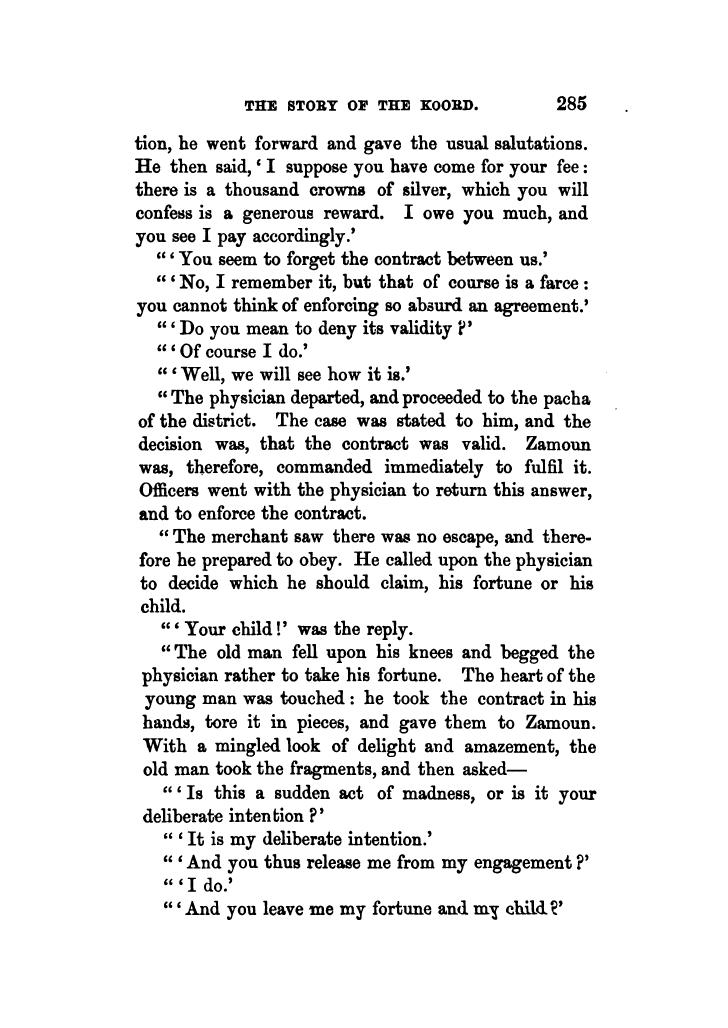 THE STORY OF THE KOORD. 285
tion, he went forward and gave the usual salutations.
He then said, ‘ I suppose you have come for your fee :
there is a thousand crowns of silver, which you will
confess is a generous reward. I owe you much, and
you see I pay accordingly.’
“ ‘ You seem to forget the contract between us.’
“ ‘ No, I remember it, but that of course is a farce :
you cannot think of enforcing so absurd an agreement.’
“ ‘ Do you mean to deny its validity ?’
“ ‘ Of course I do.’
“ ‘ Well, we will see how it is.’
“ The physician departed, and proceeded to the pacha
of the district. The case was stated to him, and the
decision was, that the contract was valid. Zamoun
was, therefore, commanded immediately to fulfil it.
Officers went with the physician to return this answer,
and to enforce the contract.
“ The merchant saw there was no escape, and there-
fore he prepared to obey. He called upon the physician
to decide which he should claim, his fortune or his
child.
“ ‘ Your child !’ was the reply.
“ The old man fell upon his knees and begged the
physician rather to take his fortune. The heart of the
young man was touched : he took the contract in his
hands, tore it in pieces, and gave them to Zamoun.
With a mingled look of delight and amazement, the
old man took the fragments, and then asked—
“ ‘ Is this a sudden act of madness, or is it your
deliberate intention ?’
“ ‘ It is my deliberate intention.’
“ ‘ And you thus release me from my engagement ?’
“ ‘ I do.’
“ ‘ And you leave me my fortune and my child ?’